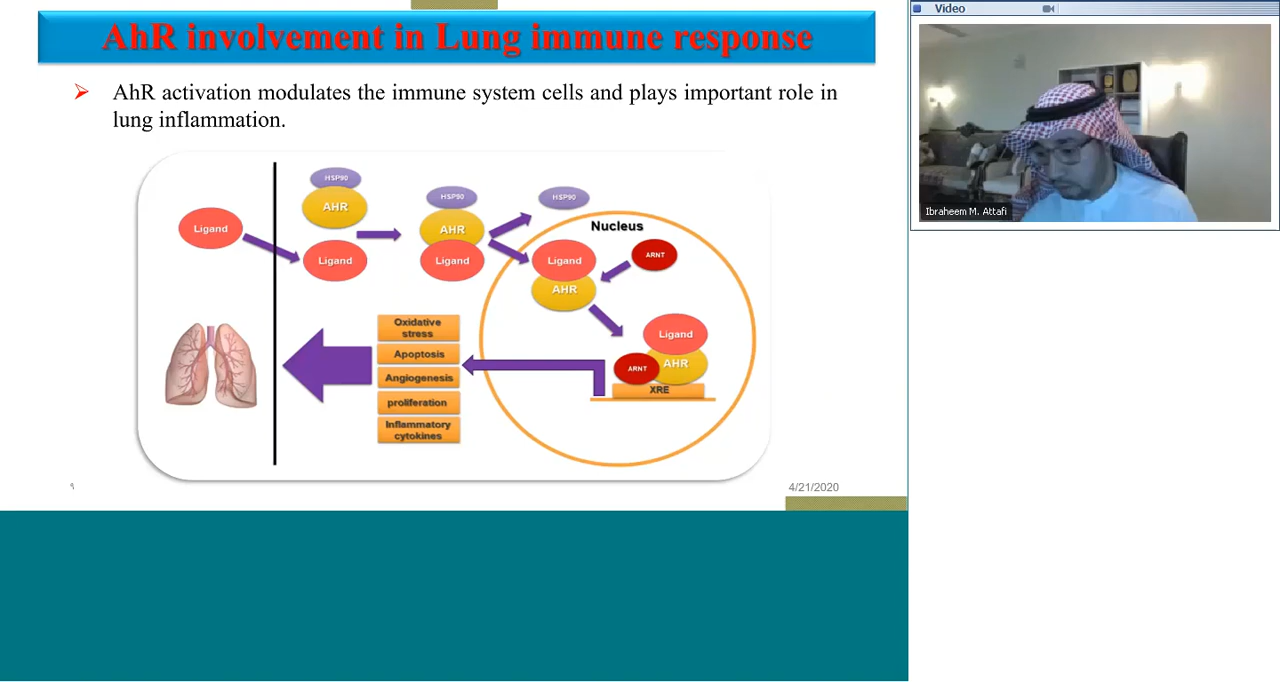 AhR involvement in Lung immune response
AhR activation modulates the immune system cells and plays important role in
lung inflammation.
HSP90
AHR
Ligand
Ligand
HSP90
AHR
Ligand
HSP90
Nucleus
Ligand
AHR
ARNT
Ligand
AHR
ARNT
XRE
Oxidative
stress
Apoptosis
Angiogenesis
proliferation
Inflammatory
cytokines
٩
4/21/2020
Video
Ibraheem M. Attafi